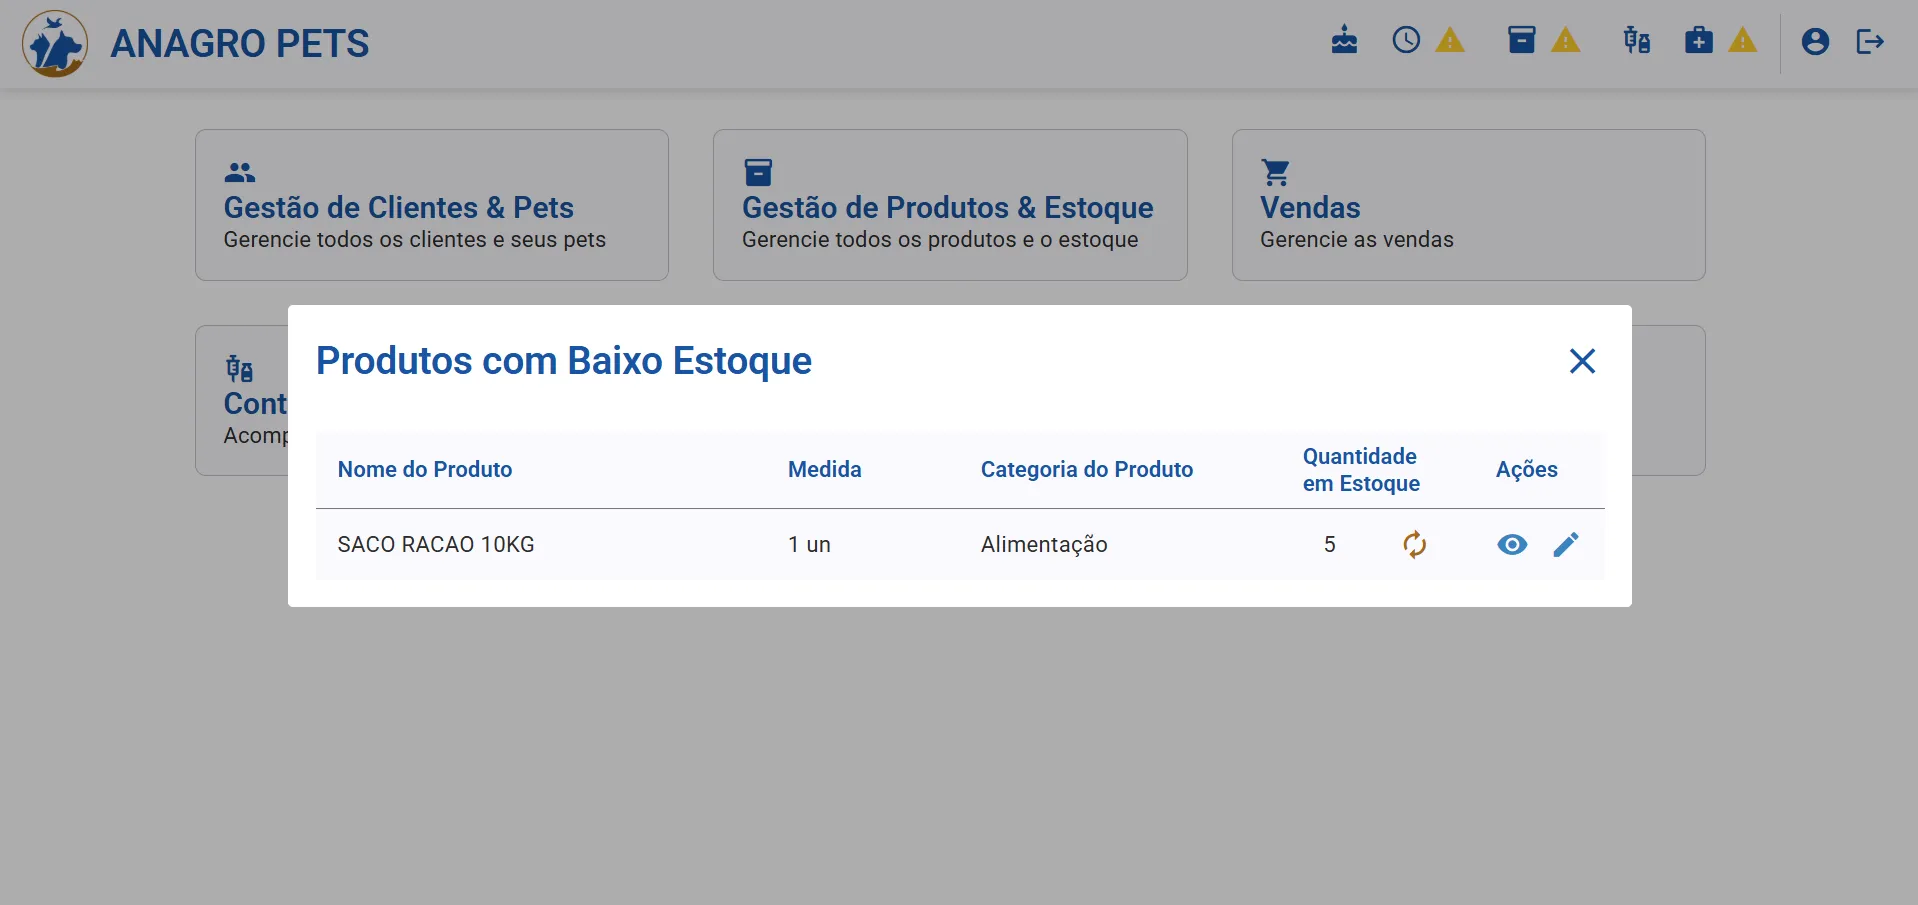 ANAGRO PETS
Gestão de Clientes & Pets
Gerencie todos os clientes e seus pets
Gestão de Produtos & Estoque
Gerencie todos os produtos e o estoque
Vendas
Gerencie as vendas
Cont
Acomp
Produtos com Baixo Estoque
Nome do Produto Medida Categoria do Produto Quantidade em Estoque Ações
SACO RACAO 10KG 1 un Alimentação 5